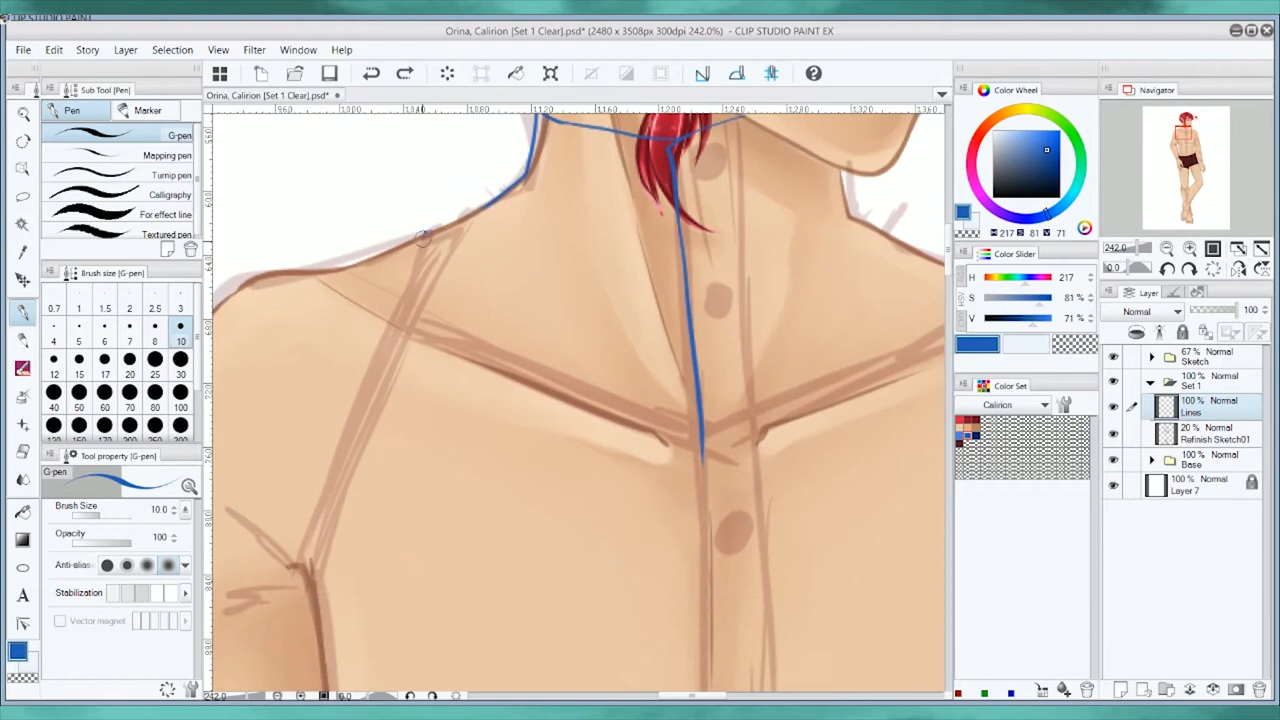 CLIP STUDIO PAINT
Orina, Calirion [Set 1 Clear].psd* (2480 x 3508px 300dpi 242.0%) - CLIP STUDIO PAINT EX
File Edit Story Layer Selection View Filter Window Help
Sub Tool [Pen]
Pen Marker
G-pen
Mapping pen
Turnip pen
Calligraphy
For effect line
Textured pen
Brush size [G-pen]
0.7 1 1.5 2 2.5 3
4 5 6 7 8 10
12 15 17 20 25 30
40 50 60 70 80 100
Tool property [G-pen]
G-pen
Brush Size 10.0
Opacity 100
Anti-alias
Stabilization
Vector magnet
Orina, Calirion [Set 1 Clear].psd*
242.0
Color Wheel
H 217 S 81 V 71
Color Slider
H 217
S 81 %
V 71 %
Color Set
Calirion
Navigator
242.0
0.0
Layer
Normal 100
67 % Normal
Sketch
100 % Normal
Set 1
100 % Normal
Lines
20 % Normal
Refinish Sketch01
100 % Normal
Base
100 % Normal
Layer 7